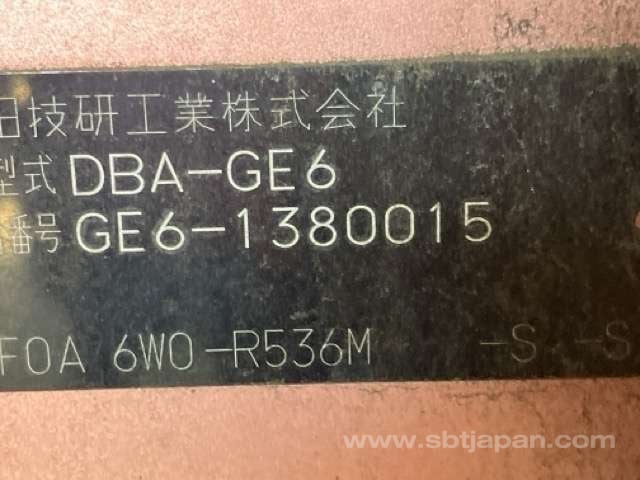 田技研工業株式会社
型式 DBA-GE6
番号 GE6-1380015
F0A 6W0-R536M -S -S
www.sbtjapan.com